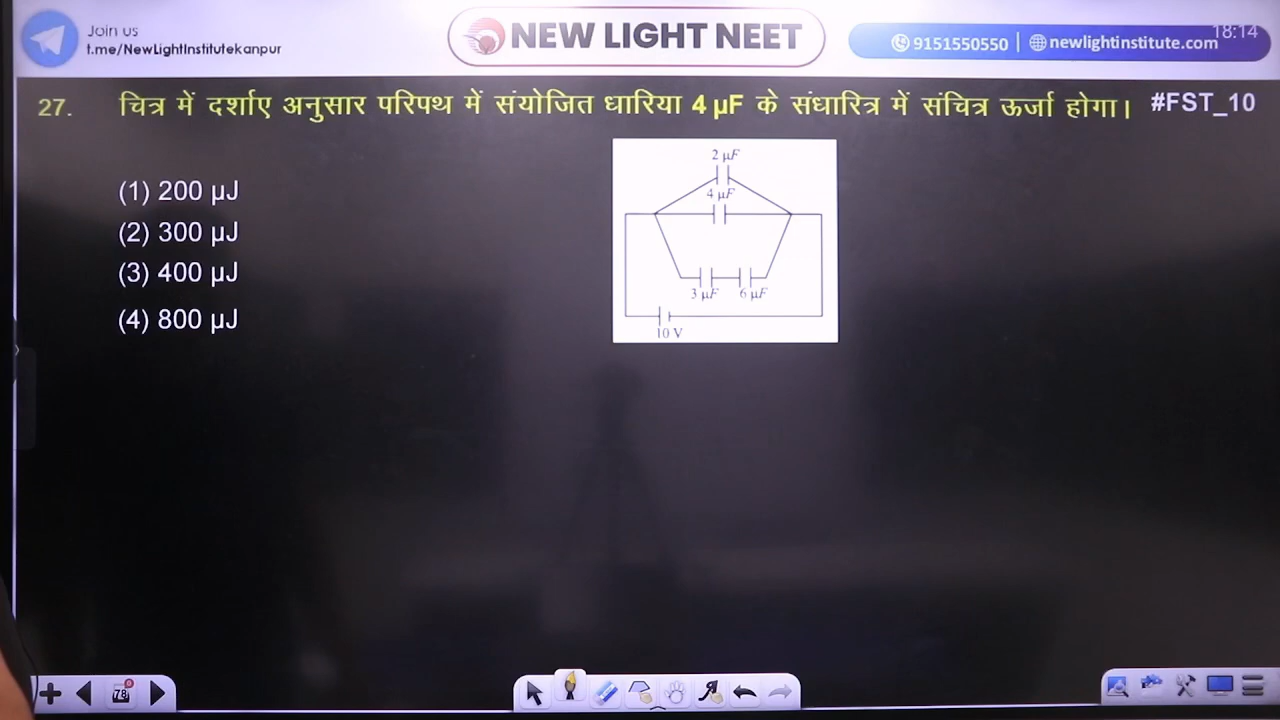 Join us
t.me/NewLightInstitutekanpur
NEW LIGHT NEET
9151550550 | newlightinstitute.com
18:14
27. चित्र में दर्शाए अनुसार परिपथ में संयोजित धारिया 4 µF के संधारित्र में संचित्र ऊर्जा होगा। #FST_10
(1) 200 µJ
(2) 300 µJ
(3) 400 µJ
(4) 800 µJ
2 µF
4 µF
3 µF 6 µF
10 V
78